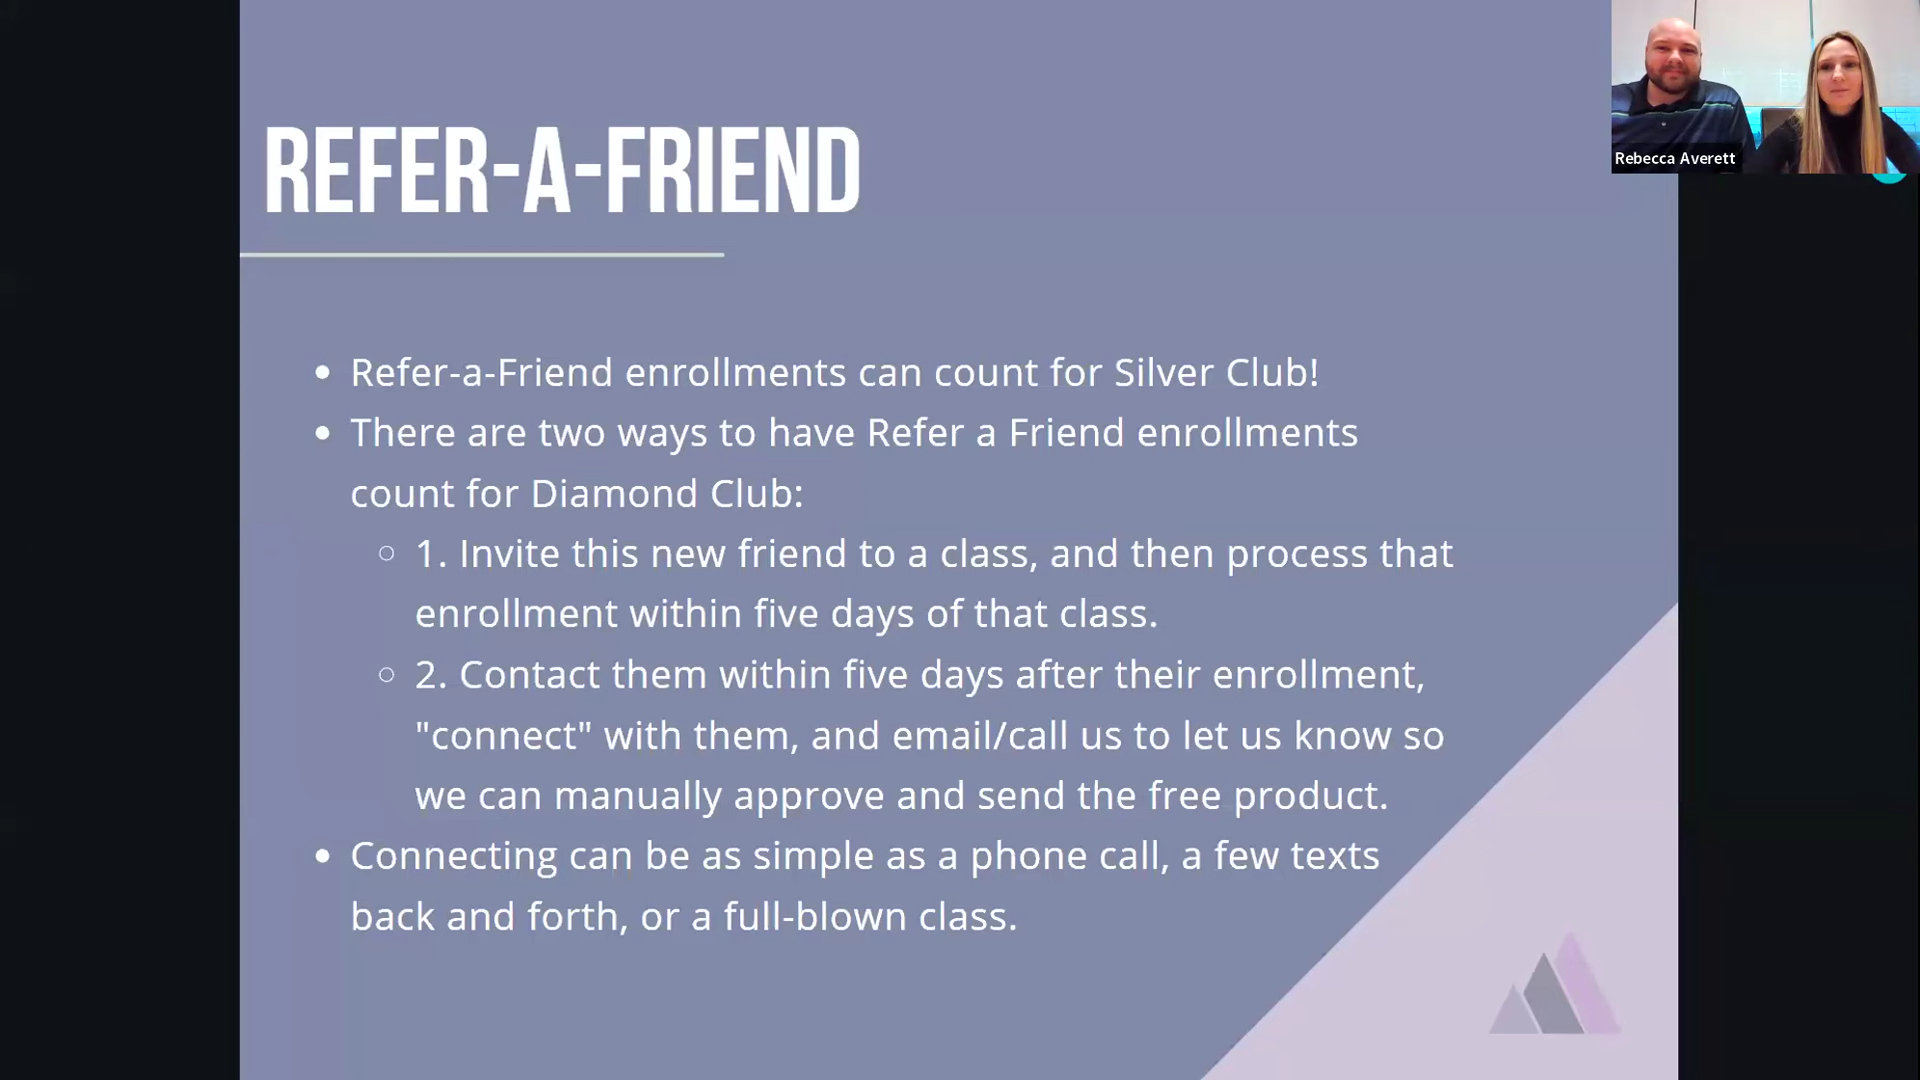 Rebecca Averett
REFER-A-FRIEND
• Refer-a-Friend enrollments can count for Silver Club!
• There are two ways to have Refer a Friend enrollments
count for Diamond Club:
○ 1. Invite this new friend to a class, and then process that
enrollment within five days of that class.
○ 2. Contact them within five days after their enrollment,
"connect" with them, and email/call us to let us know so
we can manually approve and send the free product.
• Connecting can be as simple as a phone call, a few texts
back and forth, or a full-blown class.